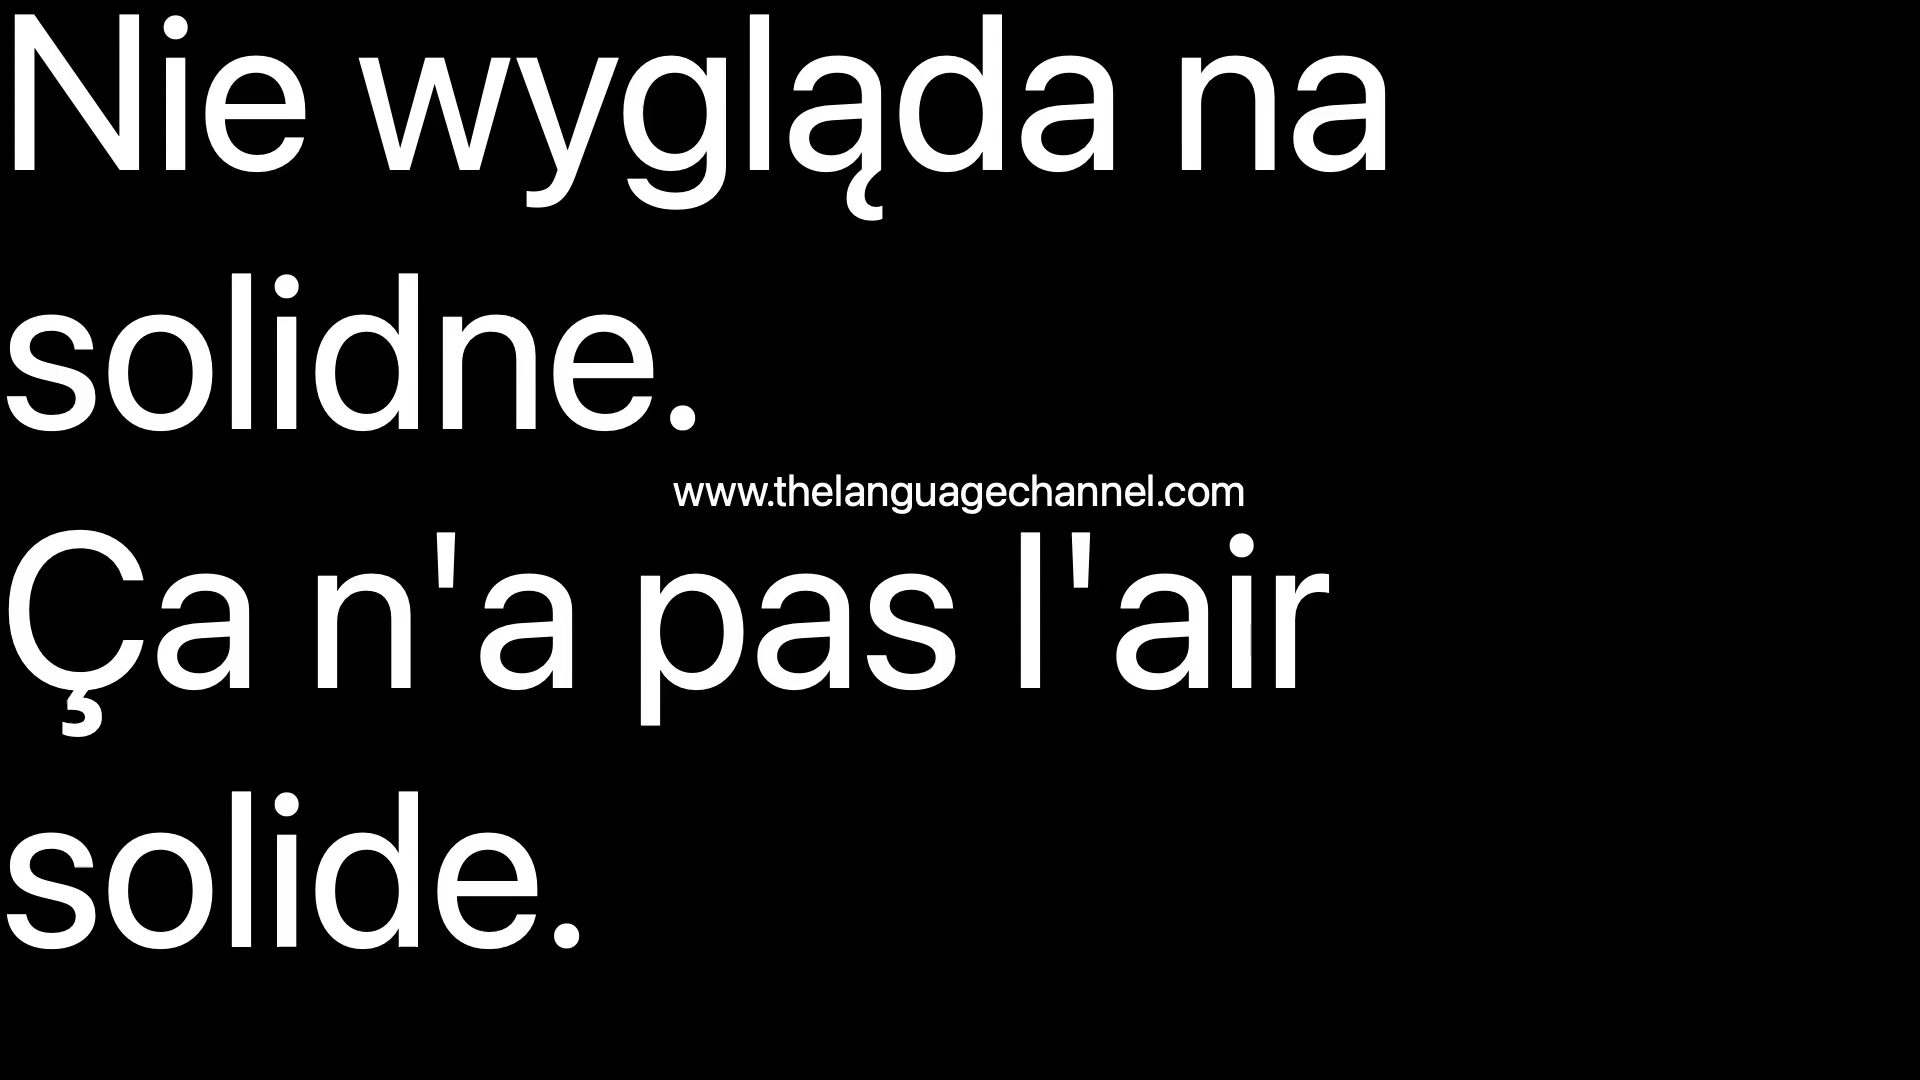 Nie wygląda na
solidne.
www.thelanguagechannel.com
Ça n'a pas l'air
solide.